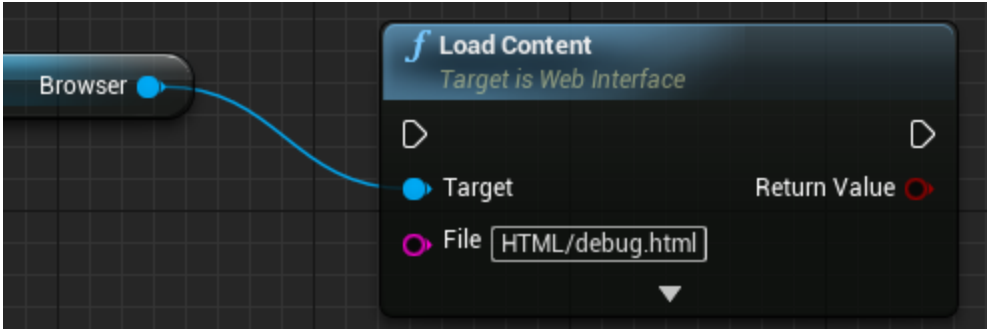 Browser
Load Content
Target is Web Interface
Target
Return Value
File HTML/debug.html